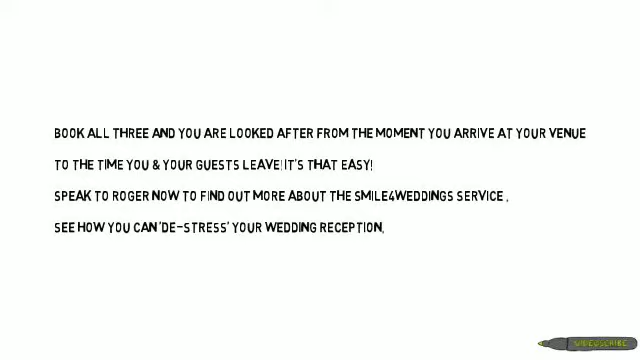 BOOK ALL THREE AND YOU ARE LOOKED AFTER FROM THE MOMENT YOU ARRIVE AT YOUR VENUE
TO THE TIME YOU & YOUR GUESTS LEAVE! IT'S THAT EASY!
SPEAK TO ROGER NOW TO FIND OUT MORE ABOUT THE SMILE4WEDDINGS SERVICE .
SEE HOW YOU CAN 'DE-STRESS' YOUR WEDDING RECEPTION.